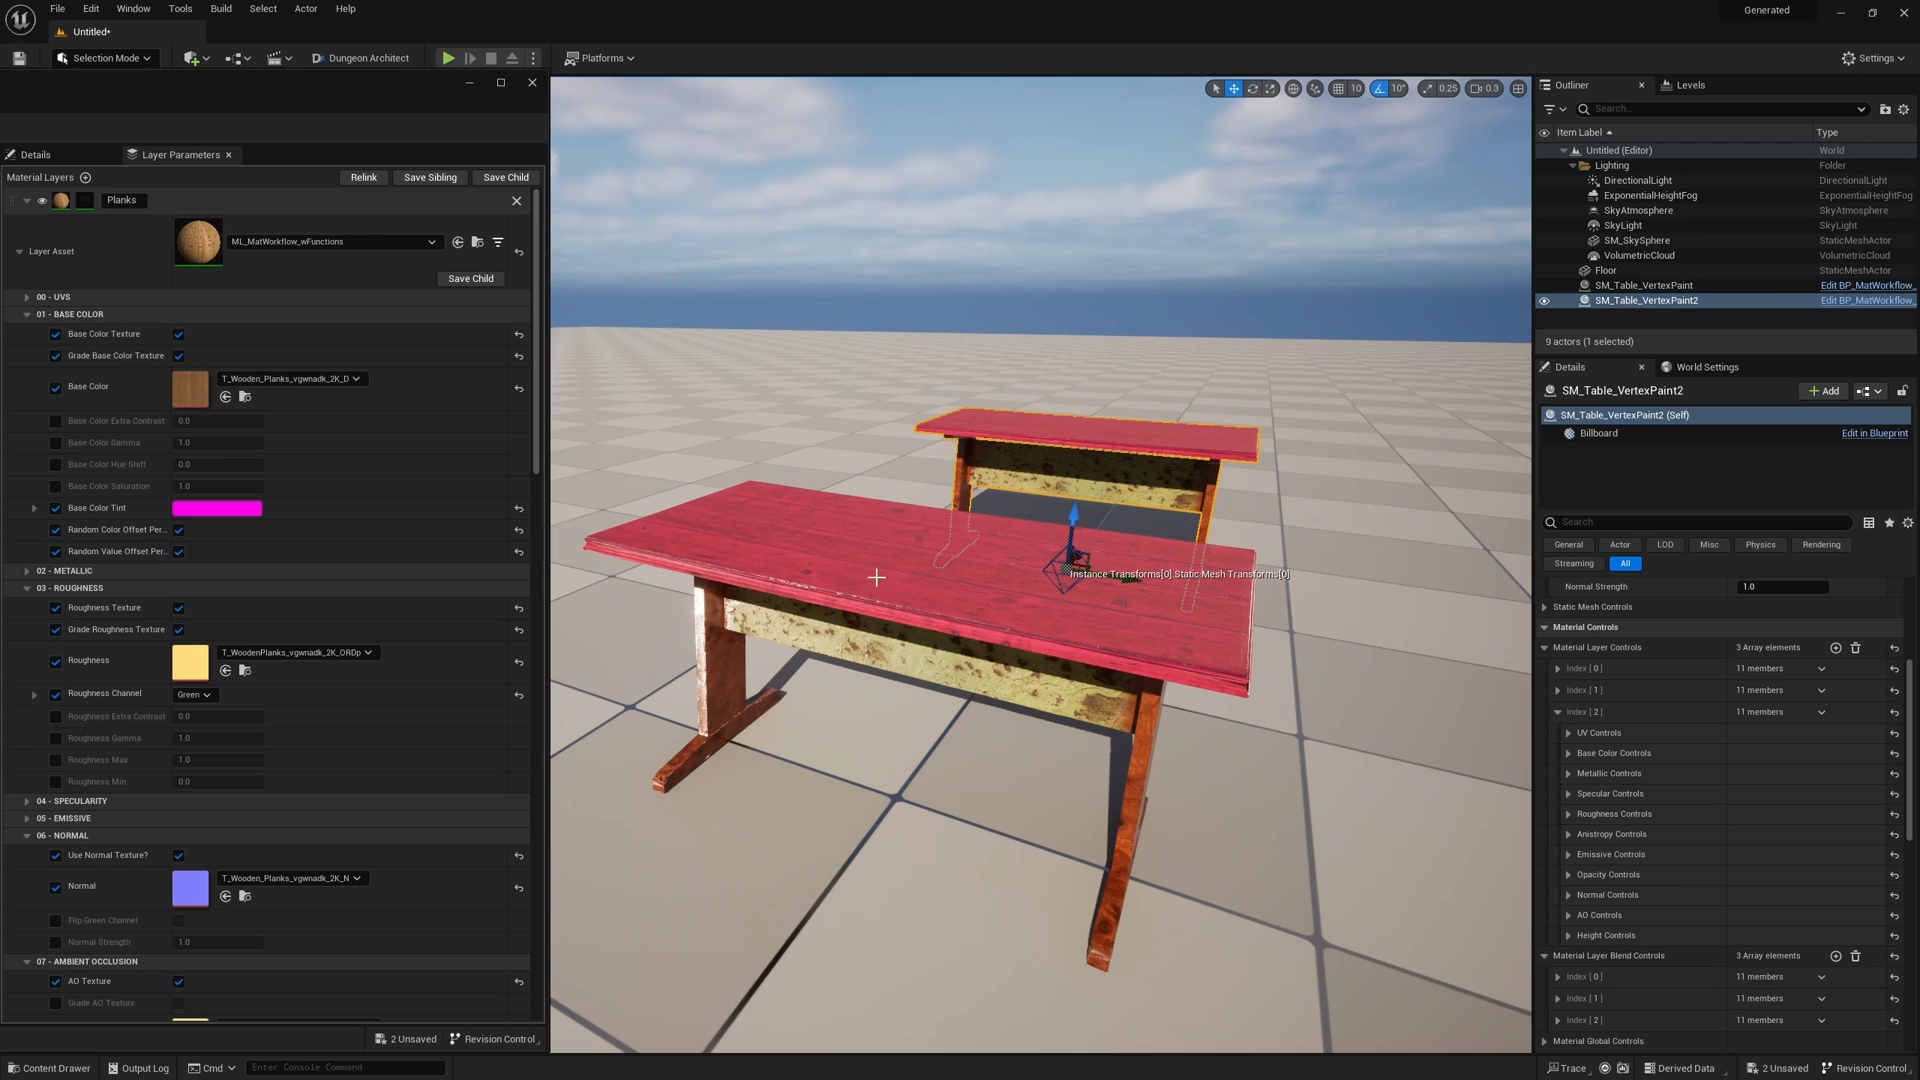 File Edit Window Tools Build Select Actor Help
Generated
Untitled*
Selection Mode
Dungeon Architect
Platforms
Settings
Details
Layer Parameters
Material Layers
Relink
Save Sibling
Save Child
Planks
Layer Asset
ML_MatWorkflow_wFunctions
Save Child
00 - UVS
01 - BASE COLOR
Base Color Texture
Grade Base Color Texture
Base Color
T_Wooden_Planks_vgwnadk_2K_D
Base Color Extra Contrast 0.0
Base Color Gamma 1.0
Base Color Hue Shift 0.0
Base Color Saturation 1.0
Base Color Tint
Random Color Offset Per...
Random Value Offset Per...
02 - METALLIC
03 - ROUGHNESS
Roughness Texture
Grade Roughness Texture
Roughness
T_WoodenPlanks_vgwnadk_2K_ORDp
Roughness Channel Green
Roughness Extra Contrast 0.0
Roughness Gamma 1.0
Roughness Max 1.0
Roughness Min 0.0
04 - SPECULARITY
05 - EMISSIVE
06 - NORMAL
Use Normal Texture?
Normal
T_Wooden_Planks_vgwnadk_2K_N
Flip Green Channel
Normal Strength 1.0
07 - AMBIENT OCCLUSION
AO Texture
Grade AO Texture
2 Unsaved
Revision Control
10
10°
0.25
0.3
Instance Transforms[0].Static Mesh Transforms[0]
Outliner
Levels
Search...
Item Label
Type
Untitled (Editor) World
Lighting Folder
DirectionalLight DirectionalLight
ExponentialHeightFog ExponentialHeightFog
SkyAtmosphere SkyAtmosphere
SkyLight SkyLight
SM_SkySphere StaticMeshActor
VolumetricCloud VolumetricCloud
Floor StaticMeshActor
SM_Table_VertexPaint Edit BP_MatWorkflow_
SM_Table_VertexPaint2 Edit BP_MatWorkflow_
9 actors (1 selected)
Details
World Settings
SM_Table_VertexPaint2
Add
SM_Table_VertexPaint2 (Self)
Billboard
Edit in Blueprint
Search
General Actor LOD Misc Physics Rendering
Streaming All
Normal Strength 1.0
Static Mesh Controls
Material Controls
Material Layer Controls 3 Array elements
Index [ 0 ] 11 members
Index [ 1 ] 11 members
Index [ 2 ] 11 members
UV Controls
Base Color Controls
Metallic Controls
Specular Controls
Roughness Controls
Anistropy Controls
Emissive Controls
Opacity Controls
Normal Controls
AO Controls
Height Controls
Material Layer Blend Controls 3 Array elements
Index [ 0 ] 11 members
Index [ 1 ] 11 members
Index [ 2 ] 11 members
Material Global Controls
Content Drawer
Output Log
Cmd
Enter Console Command
Trace
Derived Data
2 Unsaved
Revision Control